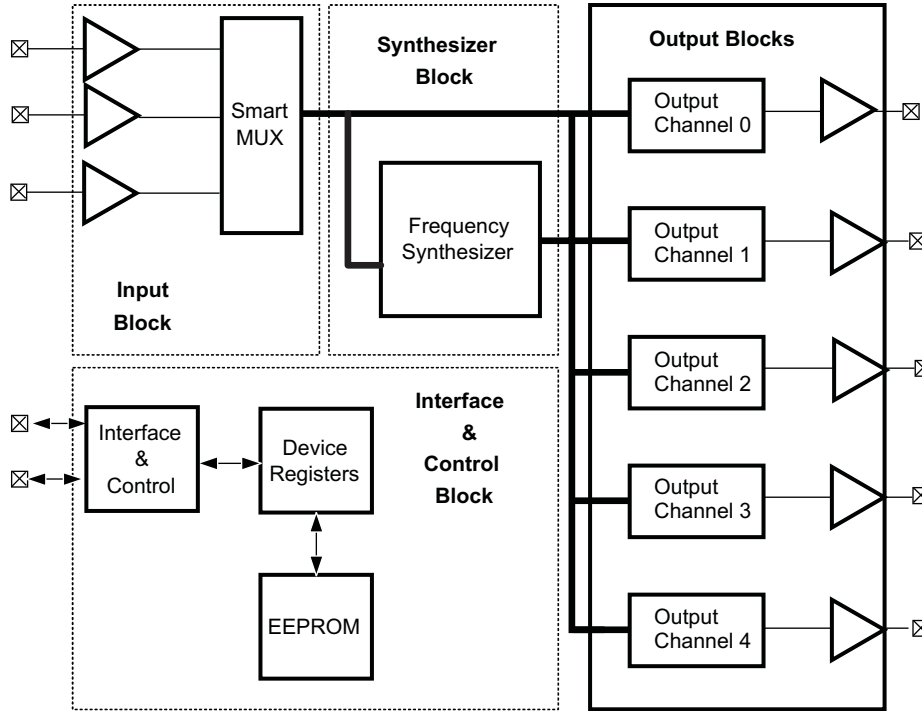 Smart
MUX
Input
Block
Synthesizer
Block
Frequency
Synthesizer
Output Blocks
Output
Channel 0
Output
Channel 1
Output
Channel 2
Output
Channel 3
Output
Channel 4
Interface
&
Control
Device
Registers
EEPROM
Interface
&
Control
Block